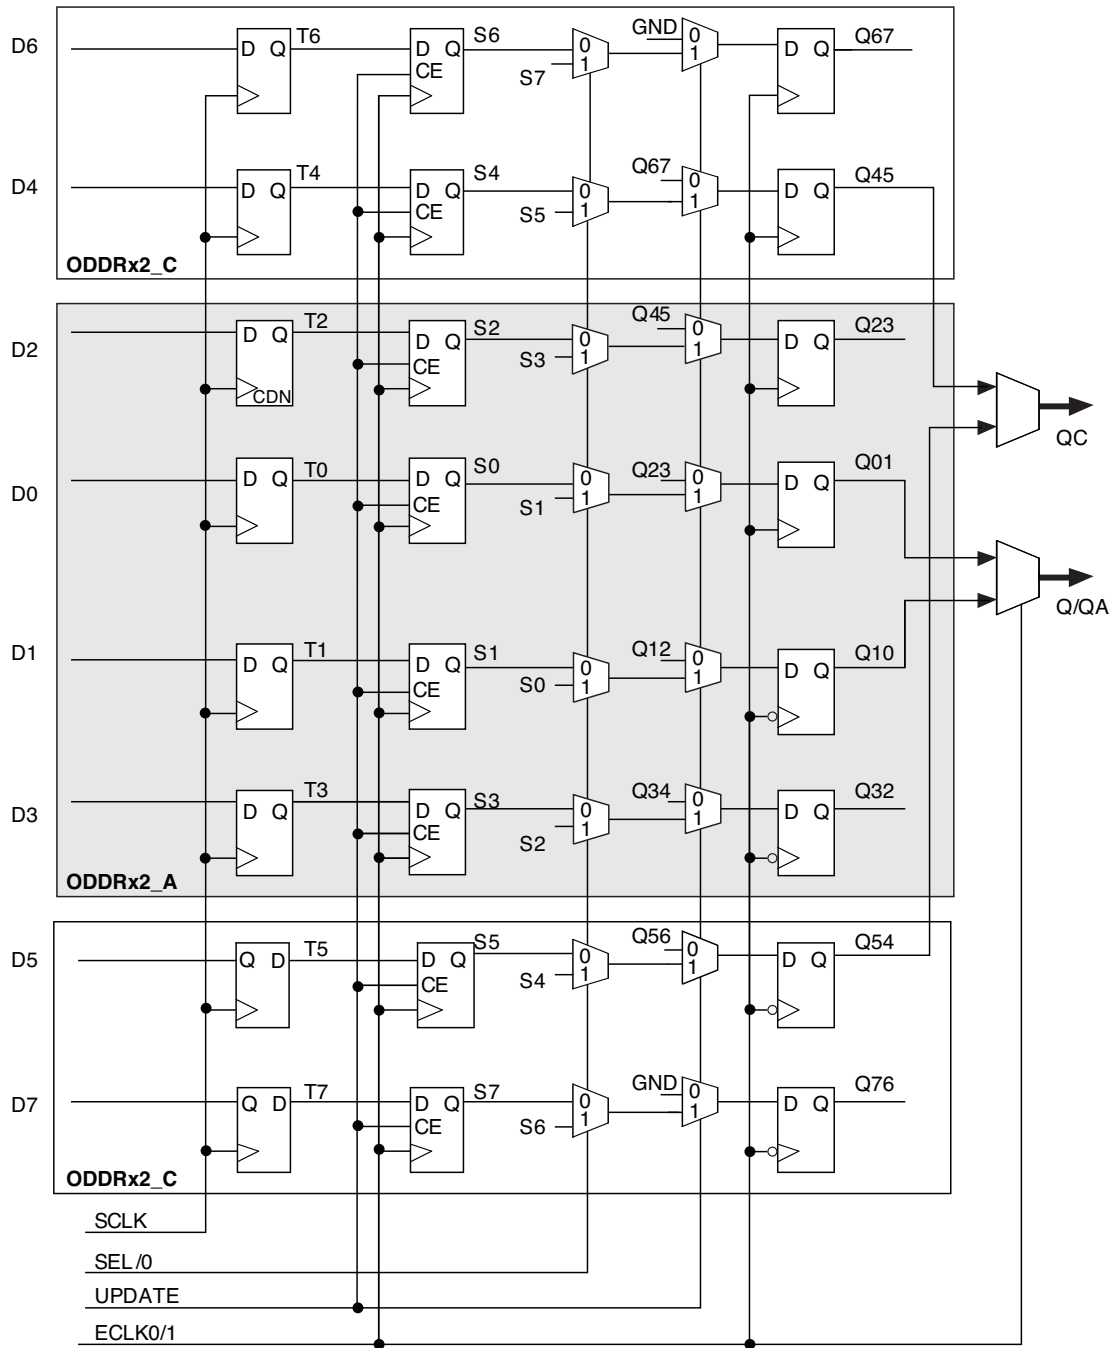 D6 D Q T6 D Q S6 0 GND 0 D Q Q67
CE S7 1 1
D4 D Q T4 D Q S4 0 Q67 0 D Q Q45
CE S5 1 1
ODDRx2_C
D2 D Q T2 D Q S2 0 Q45 0 D Q Q23
CDN CE S3 1 1
QC
D0 D Q T0 D Q S0 0 Q23 0 D Q Q01
CE S1 1 1
Q/QA
D1 D Q T1 D Q S1 0 Q12 0 D Q Q10
CE S0 1 1
D3 D Q T3 D Q S3 0 Q34 0 D Q Q32
CE S2 1 1
ODDRx2_A
D5 Q D T5 D Q S5 0 Q56 0 D Q Q54
CE S4 1 1
D7 Q D T7 D Q S7 0 GND 0 D Q Q76
CE S6 1 1
ODDRx2_C
SCLK
SEL/0
UPDATE
ECLK0/1